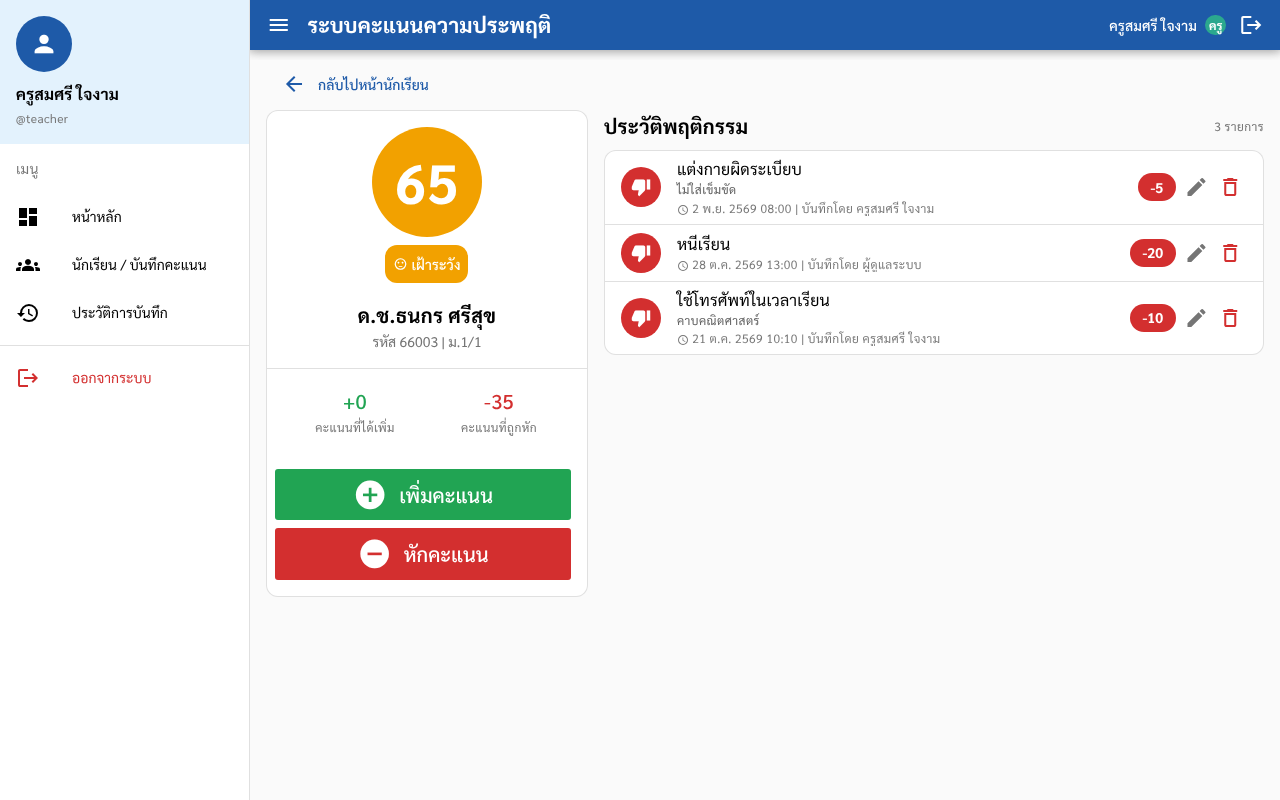 ครูสมศรี ใจงาม
@teacher
เมนู
หน้าหลัก
นักเรียน / บันทึกคะแนน
ประวัติการบันทึก
ออกจากระบบ
ระบบคะแนนความประพฤติ
ครูสมศรี ใจงาม ครู
กลับไปหน้านักเรียน
65
เฝ้าระวัง
ด.ช.ธนกร ศรีสุข
รหัส 66003 | ม.1/1
+0
คะแนนที่ได้เพิ่ม
-35
คะแนนที่ถูกหัก
เพิ่มคะแนน
หักคะแนน
ประวัติพฤติกรรม
3 รายการ
แต่งกายผิดระเบียบ
ไม่ใส่เข็มขัด
2 พ.ย. 2569 08:00 | บันทึกโดย ครูสมศรี ใจงาม
-5
หนีเรียน
28 ต.ค. 2569 13:00 | บันทึกโดย ผู้ดูแลระบบ
-20
ใช้โทรศัพท์ในเวลาเรียน
คาบคณิตศาสตร์
21 ต.ค. 2569 10:10 | บันทึกโดย ครูสมศรี ใจงาม
-10